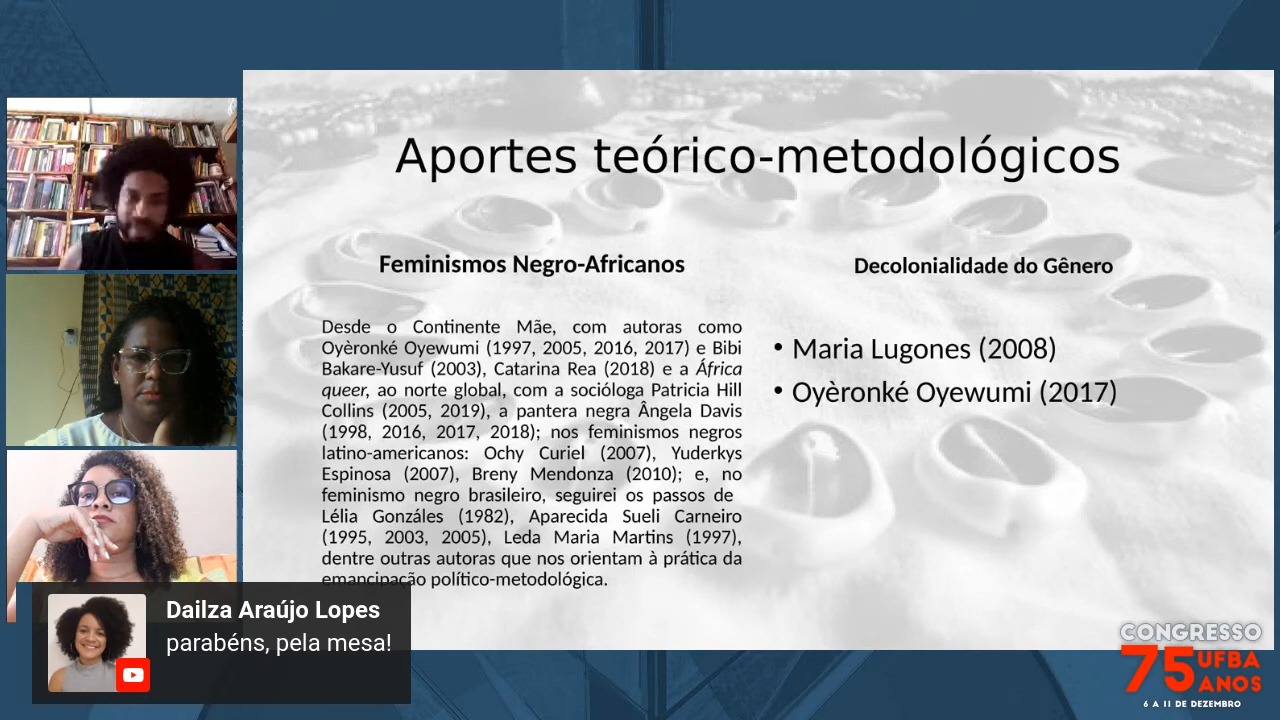 Aportes teórico-metodológicos
Feminismos Negro-Africanos
Desde o Continente Mãe, com autoras como
Oyèronké Oyewumi (1997, 2005, 2016, 2017) e Bibi
Bakare-Yusuf (2003), Catarina Rea (2018) e a África
queer, ao norte global, com a socióloga Patricia Hill
Collins (2005, 2019), a pantera negra Ângela Davis
(1998, 2016, 2017, 2018); nos feminismos negros
latino-americanos: Ochy Curiel (2007), Yuderkys
Espinosa (2007), Breny Mendonza (2010); e, no
feminismo negro brasileiro, seguirei os passos de
Lélia Gonzáles (1982), Aparecida Sueli Carneiro
(1995, 2003, 2005), Leda Maria Martins (1997),
dentre outras autoras que nos orientam à prática da
emancipação político-metodológica.
Decolonialidade do Gênero
• Maria Lugones (2008)
• Oyèronké Oyewumi (2017)
Dailza Araújo Lopes
parabéns, pela mesa!
CONGRESSO
75 UFBA
ANOS
6 A 11 DE DEZEMBRO